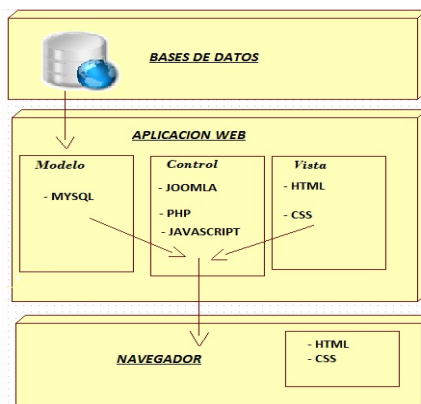 BASES DE DATOS
APLICACION WEB
Modelo
- MYSQL
Control
- JOOMLA
- PHP
- JAVASCRIPT
Vista
- HTML
- CSS
NAVEGADOR
- HTML
- CSS